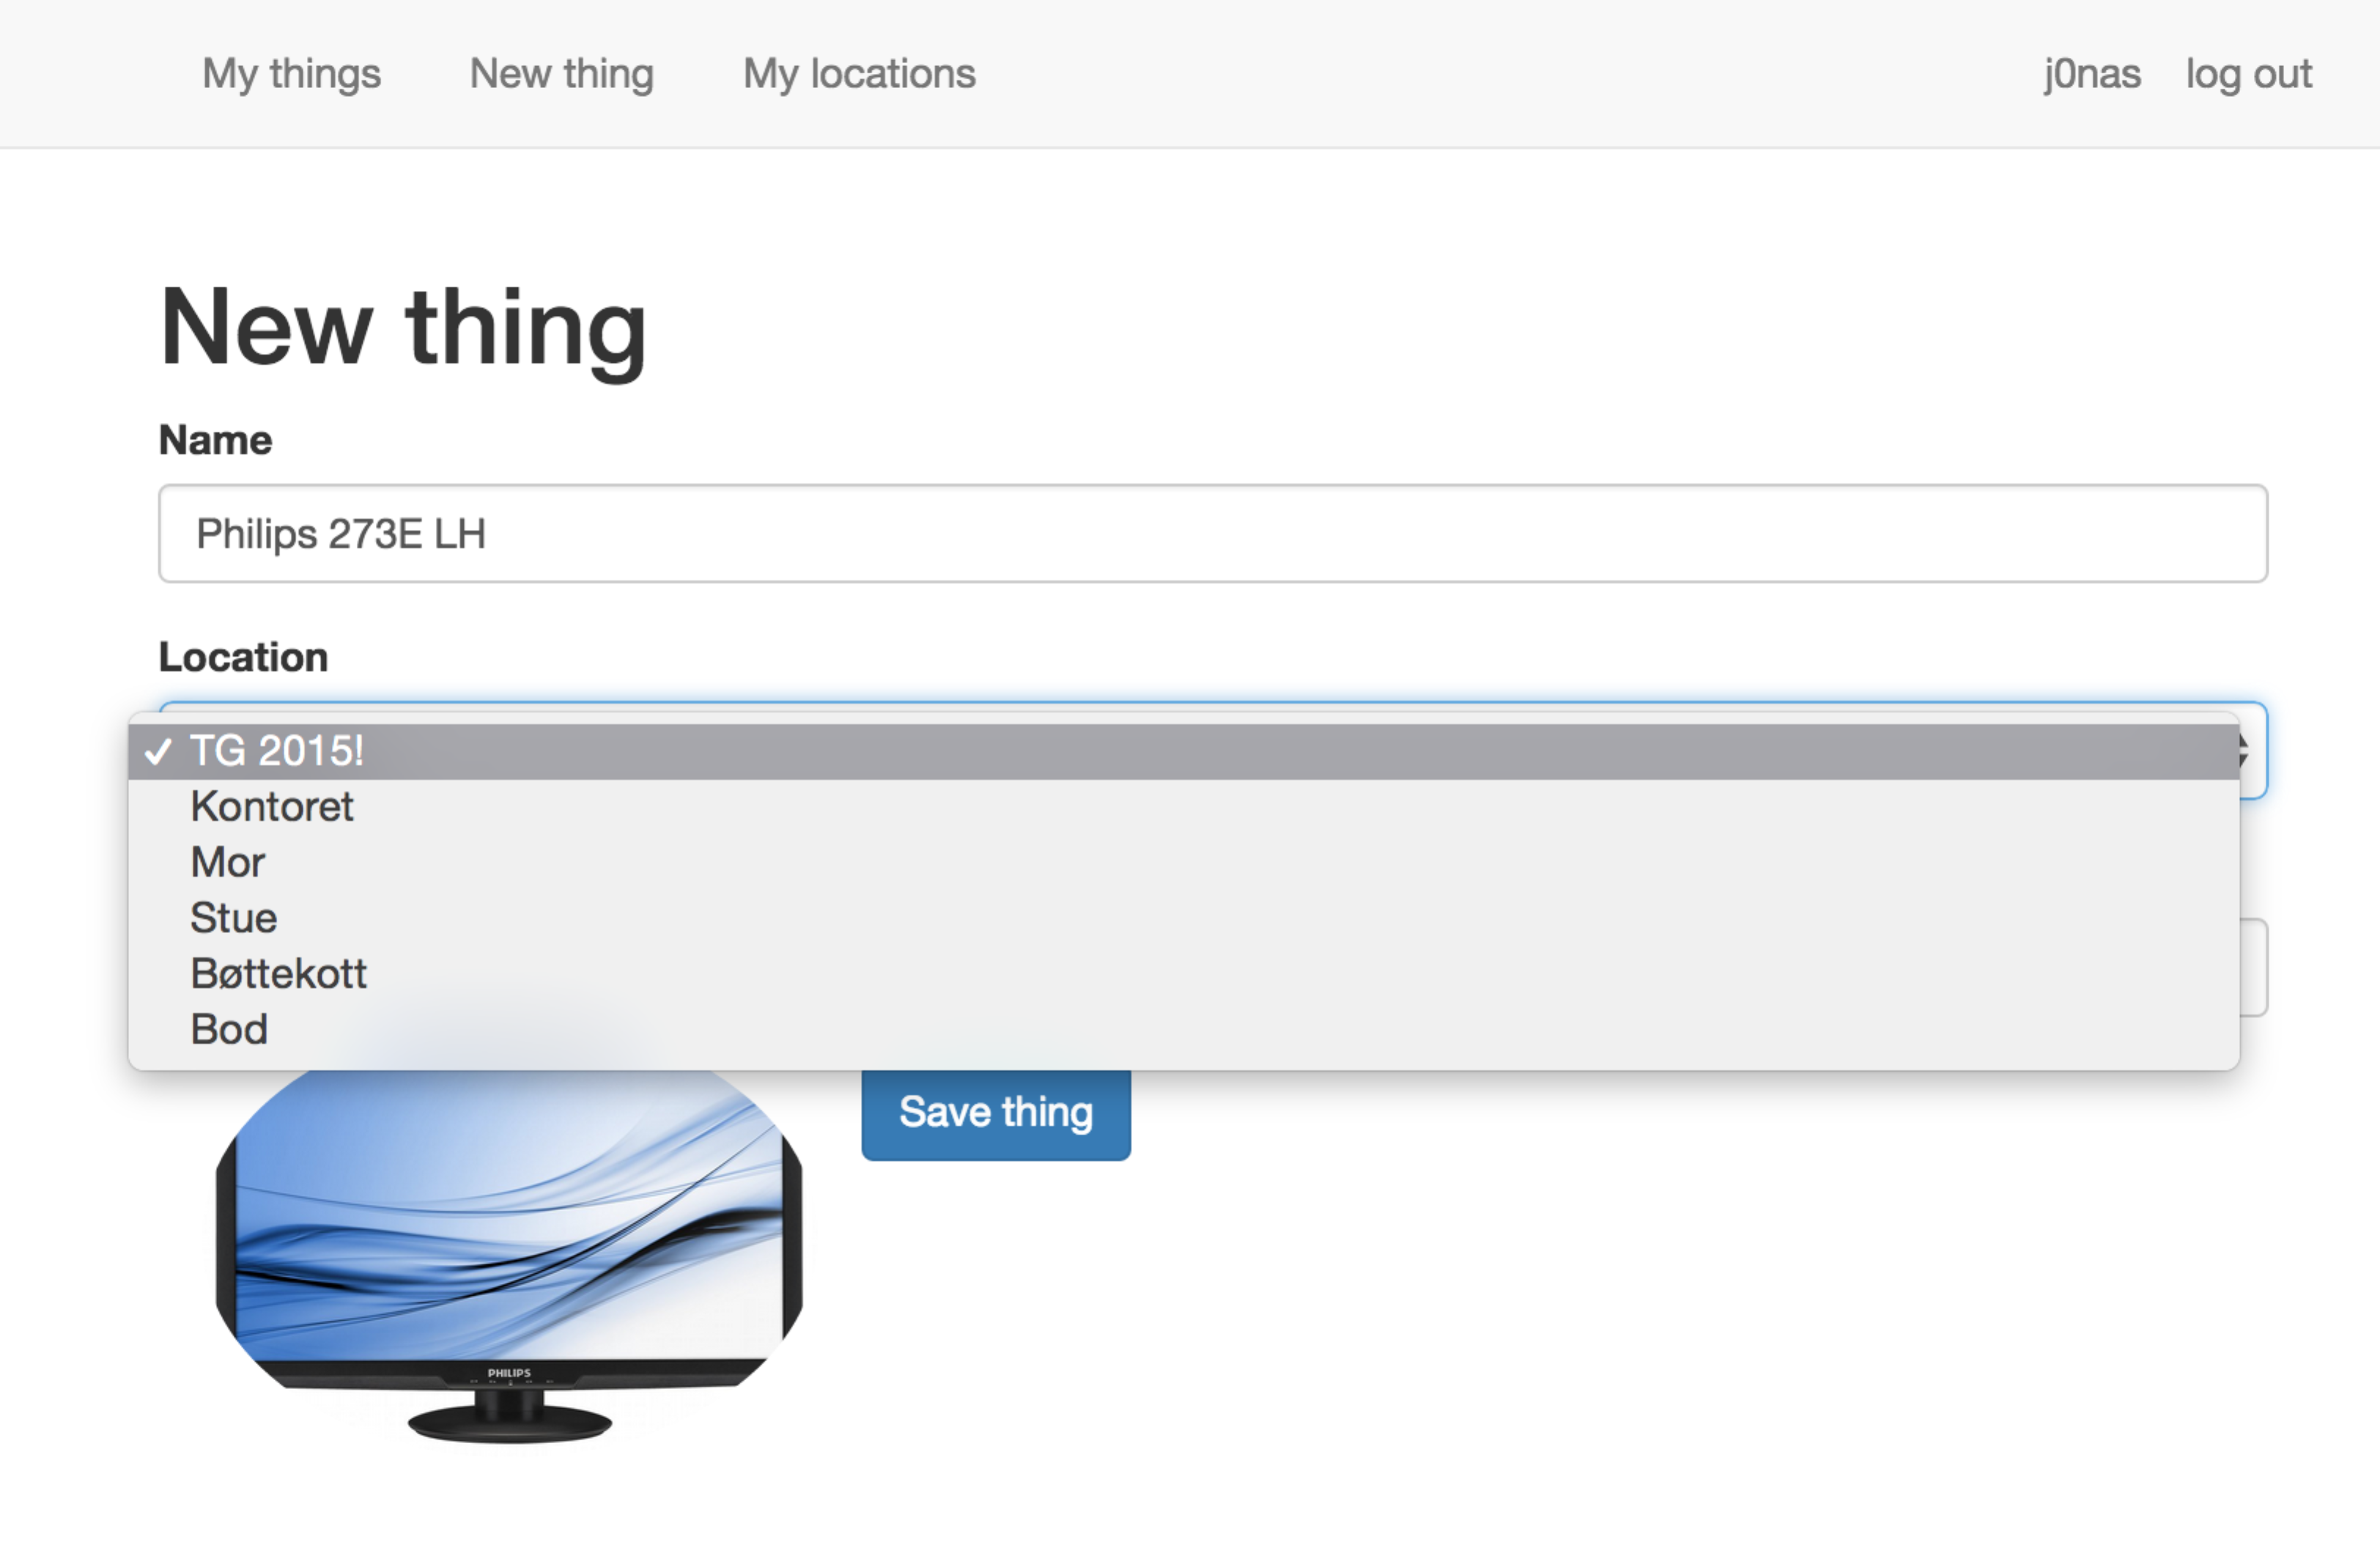 My things New thing My locations j0nas log out
New thing
Name
Philips 273E LH
Location
✓ TG 2015!
Kontoret
Mor
Stue
Bøttekott
Bod
Save thing
PHILIPS